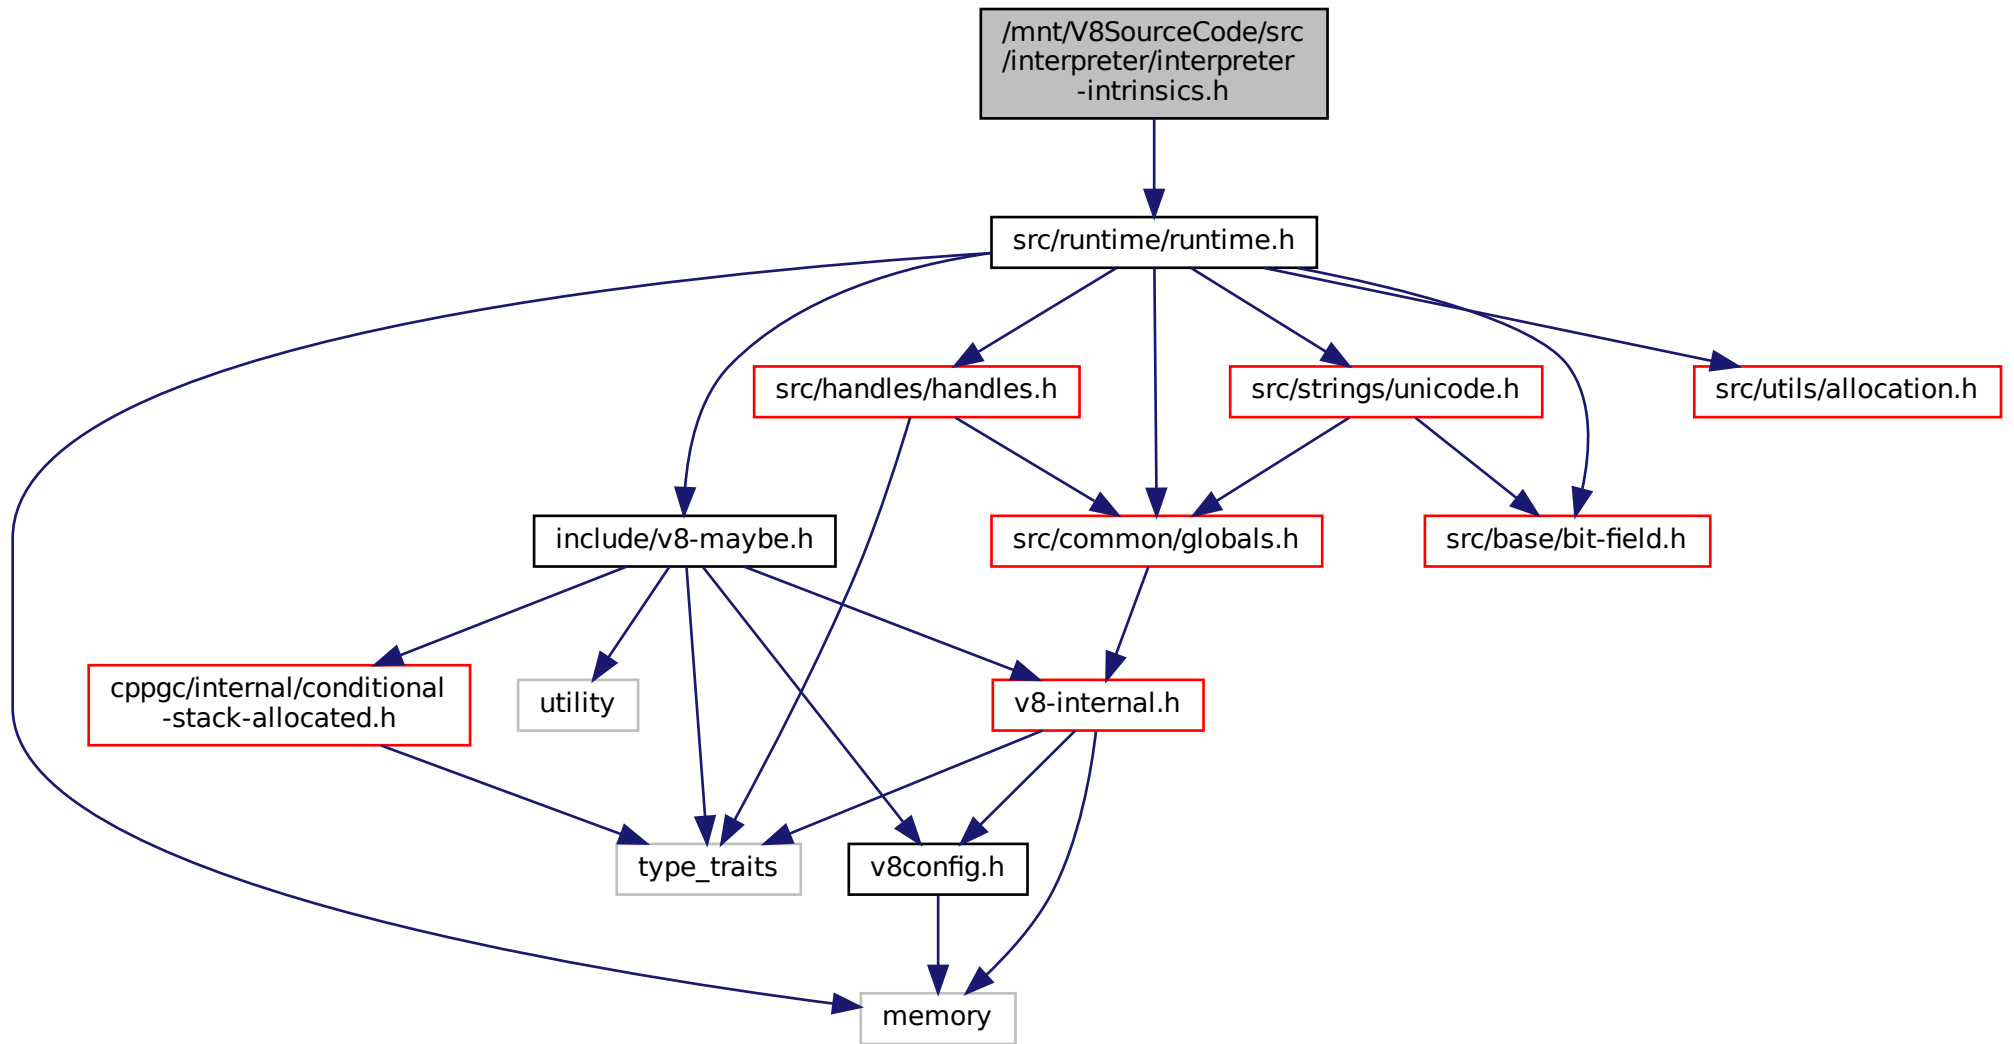 /mnt/V8SourceCode/src
/interpreter/interpreter
-intrinsics.h
src/runtime/runtime.h
src/handles/handles.h
src/strings/unicode.h
src/utils/allocation.h
include/v8-maybe.h
src/common/globals.h
src/base/bit-field.h
cppgc/internal/conditional
-stack-allocated.h
utility
v8-internal.h
type_traits
v8config.h
memory